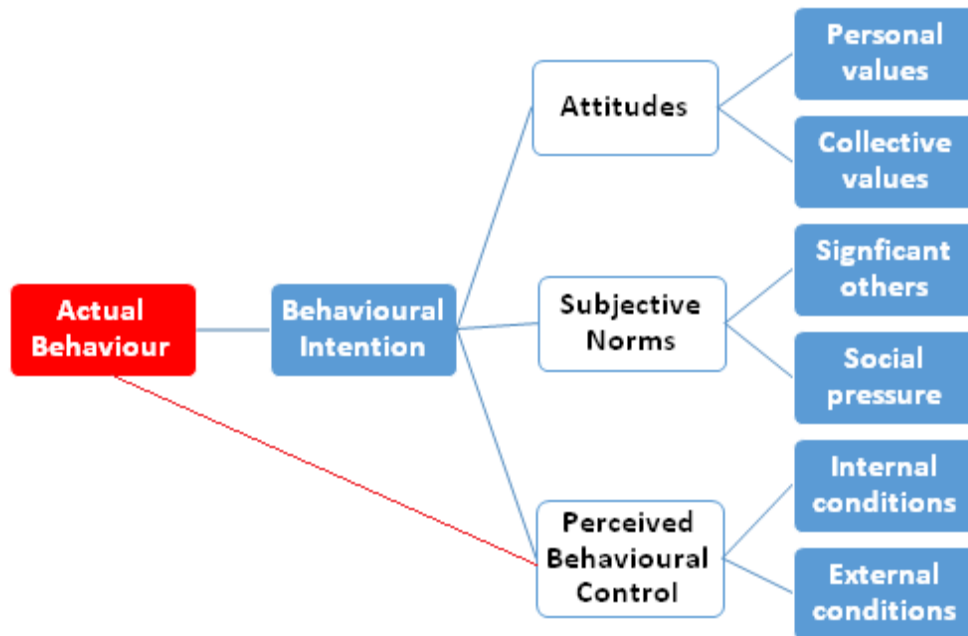 Personal
values
Attitudes
Collective
values
Signficant
others
Actual
Behaviour
Behavioural
Intention
Subjective
Norms
Social
pressure
Internal
conditions
Perceived
Behavioural
Control
External
conditions